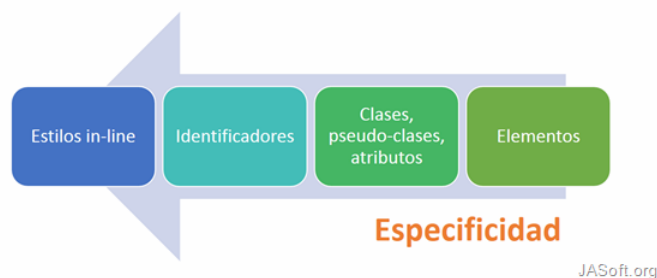 Estilos in-line
Identificadores
Clases,
pseudo-clases,
atributos
Elementos
Especificidad
JASoft.org